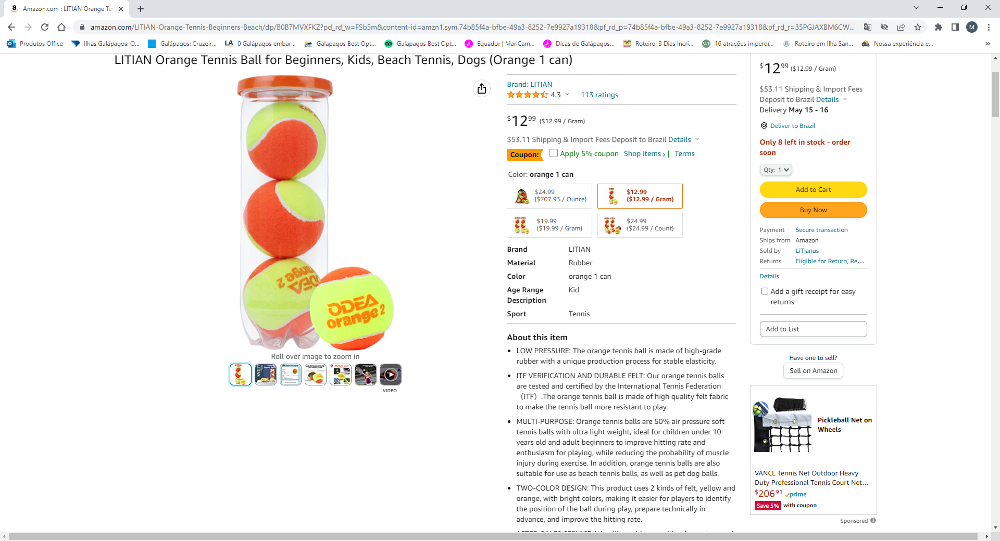 Amazon.com : LITIAN Orange Ter
amazon.com/LITIAN-Orange-Tennis-Beginners-Beach/dp/B0B7MVXFKZ?pd_rd_w=FSb5m&content-id=amzn1.sym.74b85f4a-bfbe-49a3-8252-7e9927a19318&pf_rd_p=74b85f4a-bfbe-49a3-8252-7e9927a19318&pf_rd_r=35PGJAXBM6CW...
M
Produtos Office
Ilhas Galápagos: O...
Galápagos: Cruzeir...
LA 0 Galápagos embar...
Galapagos Best Opt...
Galapagos Best Opt...
Equador | MariCam...
Dicas de Galápagos...
Roteiro: 3 Dias Incrí...
16 atrações imperdí...
Roteiro em Ilha San...
Nossa experiência e...
LITIAN Orange Tennis Ball for Beginners, Kids, Beach Tennis, Dogs (Orange 1 can)
ODEA
orange 2
Roll over image to zoom in
VIDEO
Brand: LITIAN
4.3 113 ratings
$12.99 ($12.99 / Gram)
$53.11 Shipping & Import Fees Deposit to Brazil Details
Coupon: Apply 5% coupon Shop items › | Terms
Color: orange 1 can
$24.99
($707.93 / Ounce)
$12.99
($12.99 / Gram)
$19.99
($19.99 / Gram)
$24.99
($24.99 / Count)
Brand LITIAN
Material Rubber
Color orange 1 can
Age Range Kid
Description
Sport Tennis
About this item
• LOW PRESSURE: The orange tennis ball is made of high-grade
rubber with a unique production process for stable elasticity.
• ITF VERIFICATION AND DURABLE FELT: Our orange tennis balls
are tested and certified by the International Tennis Federation
（ITF）.The orange tennis ball is made of high quality felt fabric
to make the tennis ball more resistant to play.
• MULTI-PURPOSE: Orange tennis balls are 50% air pressure soft
tennis balls with ultra light weight, ideal for children under 10
years old and adult beginners to improve hitting rate and
enthusiasm for playing, while reducing the probability of muscle
injury during exercise. In addition, orange tennis balls are also
suitable for use as beach tennis balls, as well as pet dog balls.
• TWO-COLOR DESIGN: This product uses 2 kinds of felt, yellow and
orange, with bright colors, making it easier for players to identify
the position of the ball during play, prepare technically in
advance, and improve the hitting rate.
$12.99 ($12.99 / Gram)
$53.11 Shipping & Import Fees
Deposit to Brazil Details
Delivery May 15 - 16
Deliver to Brazil
Only 8 left in stock - order
soon
Qty: 1
Add to Cart
Buy Now
Payment Secure transaction
Ships from Amazon
Sold by LiTianus
Returns Eligible for Return, Re...
Details
Add a gift receipt for easy
returns
Add to List
Have one to sell?
Sell on Amazon
Pickleball Net on
Wheels
VANCL Tennis Net Outdoor Heavy
Duty Professional Tennis Court Net...
$206.91 prime
Save 5% with coupon
Sponsored